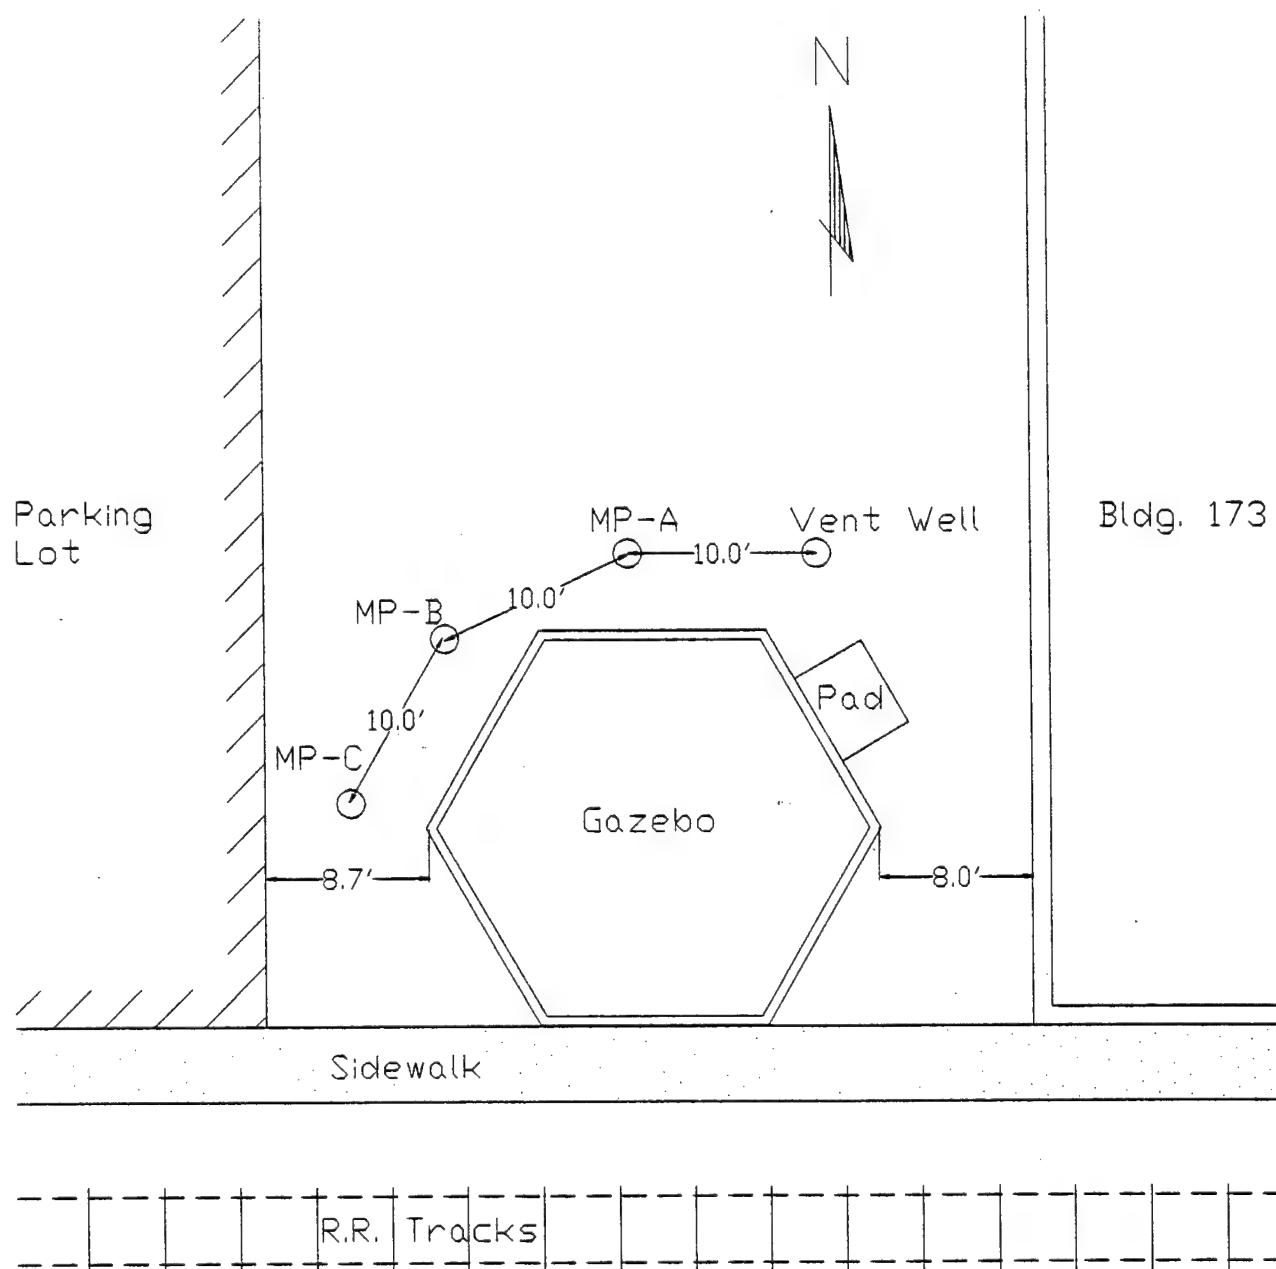 N
Parking
Lot
MP-A
Vent Well
Bldg. 173
10.0'
10.0'
MP-B
10.0'
MP-C
Pad
Gazebo
8.7'
8.0'
Sidewalk
R.R. Tracks